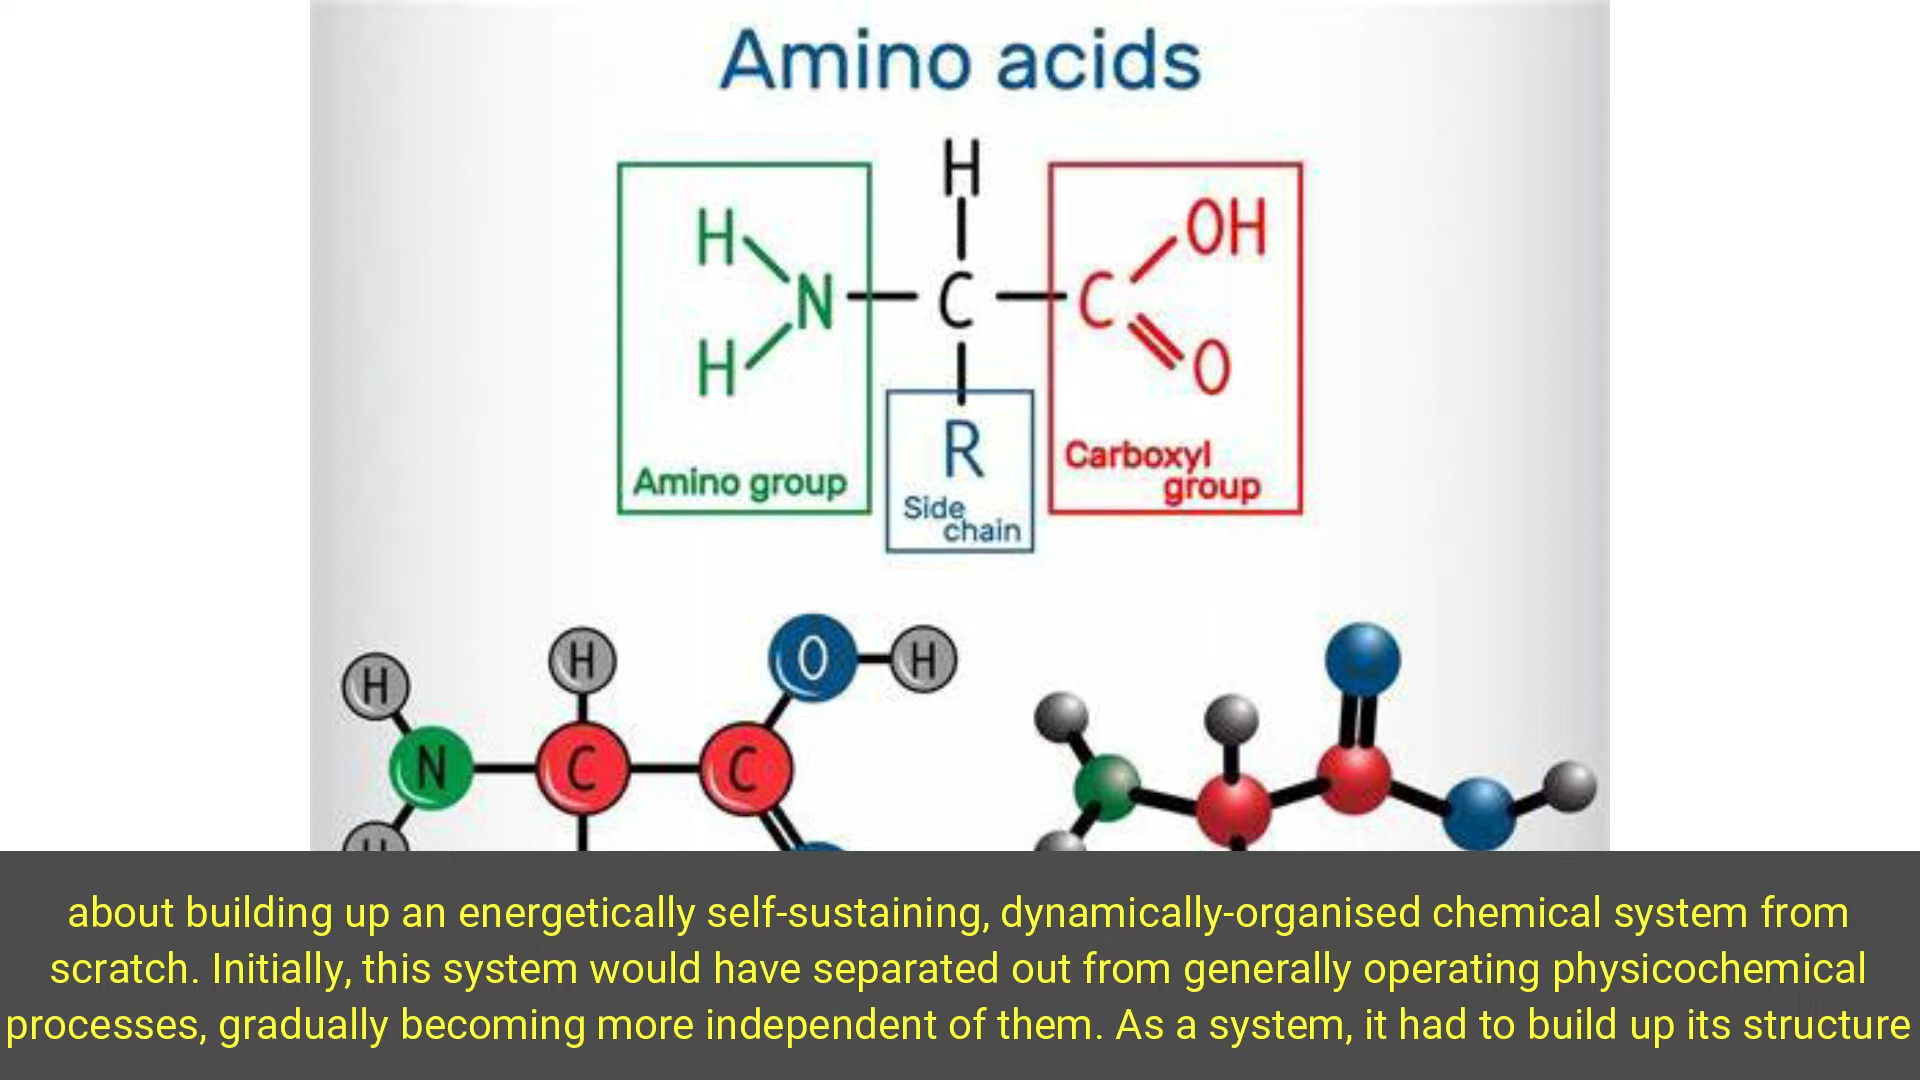 Amino acids
H
H
OH
N
C
C
H
O
R
Amino group
Side
chain
Carboxyl
group
O
H
H
H
N
C
C
H
about building up an energetically self-sustaining, dynamically-organised chemical system from
scratch. Initially, this system would have separated out from generally operating physicochemical
processes, gradually becoming more independent of them. As a system, it had to build up its structure